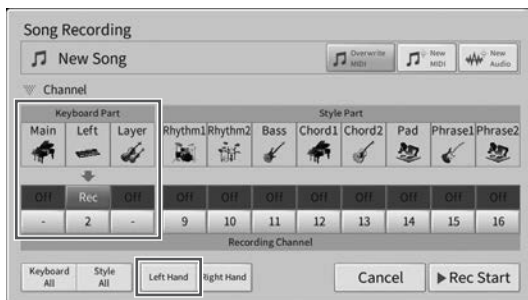 Song Recording
New Song
Overwrite MIDI
New MIDI
New Audio
Channel
Keyboard Part Style Part
Main Left Layer Rhythm1 Rhythm2 Bass Chord1 Chord2 Pad Phrase1 Phrase2
Off Rec Off Off Off Off Off Off Off Off Off
- 2 - 9 10 11 12 13 14 15 16
Recording Channel
Keyboard All Style All Left Hand Right Hand Cancel Rec Start